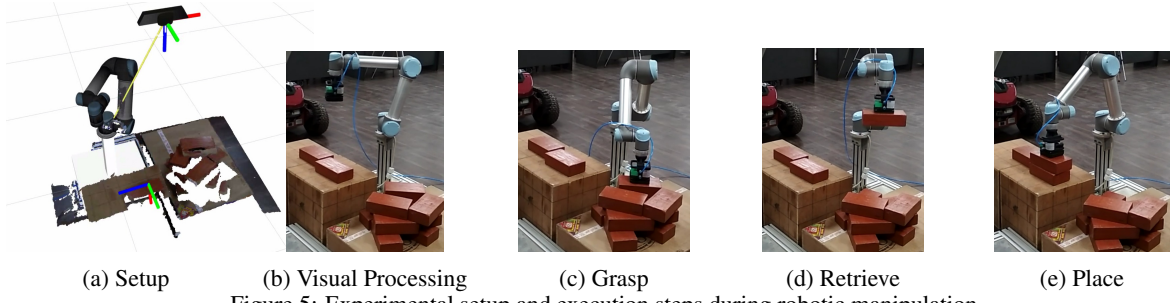 (a) Setup
(b) Visual Processing
(c) Grasp
(d) Retrieve
(e) Place
Figure 5: Experimental setup and execution steps during robotic manipulation